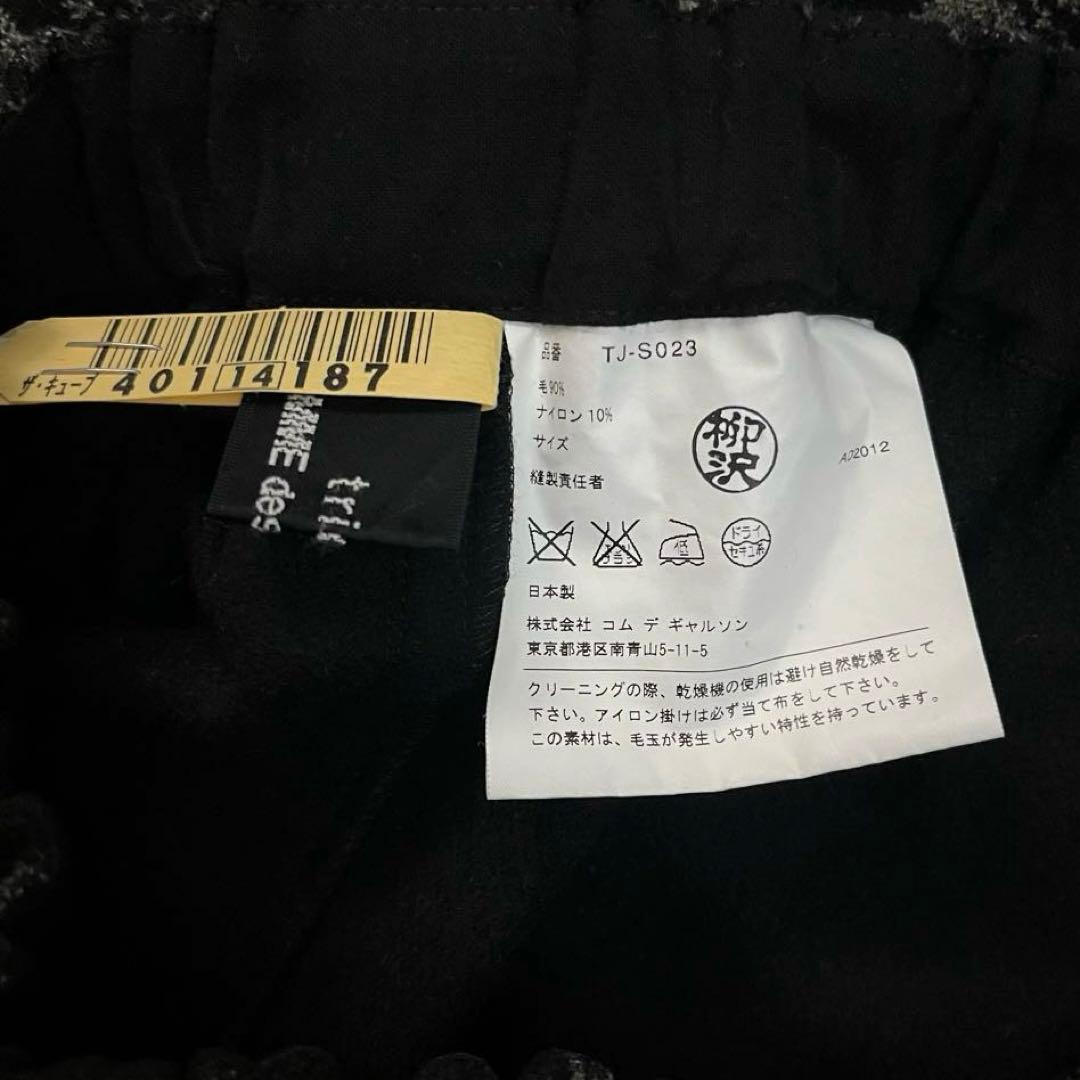 ザ・キューブ 401 14 187
tric
des
品番 TJ-S023
毛90%
ナイロン 10%
サイズ
縫製責任者
柳沢
AD2012
低
ドライ
セキユ系
日本製
株式会社 コム デ ギャルソン
東京都港区南青山5-11-5
クリーニングの際、乾燥機の使用は避け自然乾燥をして
下さい。アイロン掛けは必ず当て布をして下さい。
この素材は、毛玉が発生しやすい特性を持っています。